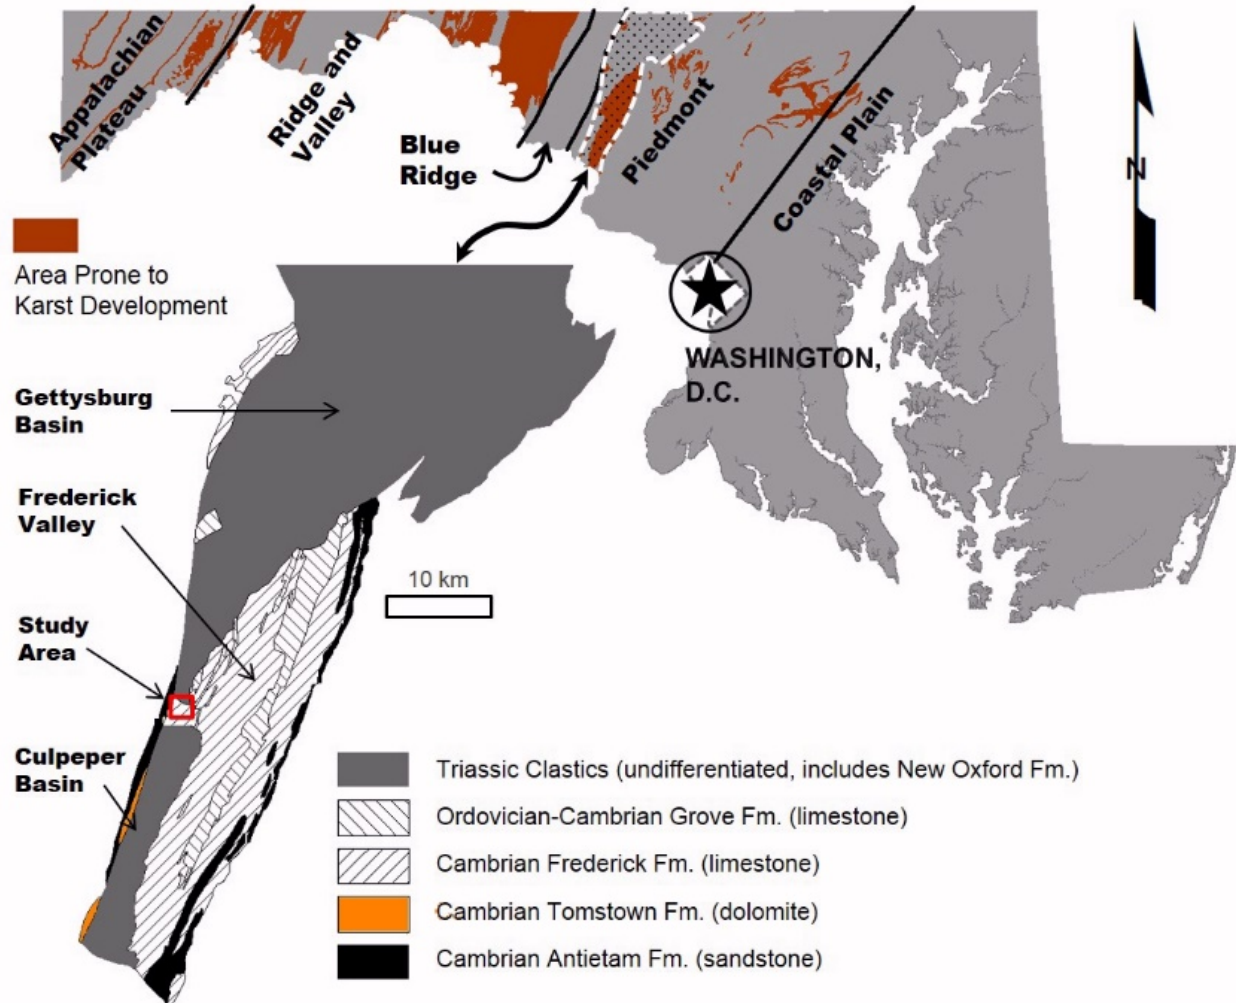 Appalachian
Plateau
Ridge and
Valley
Blue
Ridge
Piedmont
Coastal Plain
N
Area Prone to
Karst Development
WASHINGTON,
D.C.
Gettysburg
Basin
Frederick
Valley
10 km
Study
Area
Culpeper
Basin
Triassic Clastics (undifferentiated, includes New Oxford Fm.)
Ordovician-Cambrian Grove Fm. (limestone)
Cambrian Frederick Fm. (limestone)
Cambrian Tomstown Fm. (dolomite)
Cambrian Antietam Fm. (sandstone)